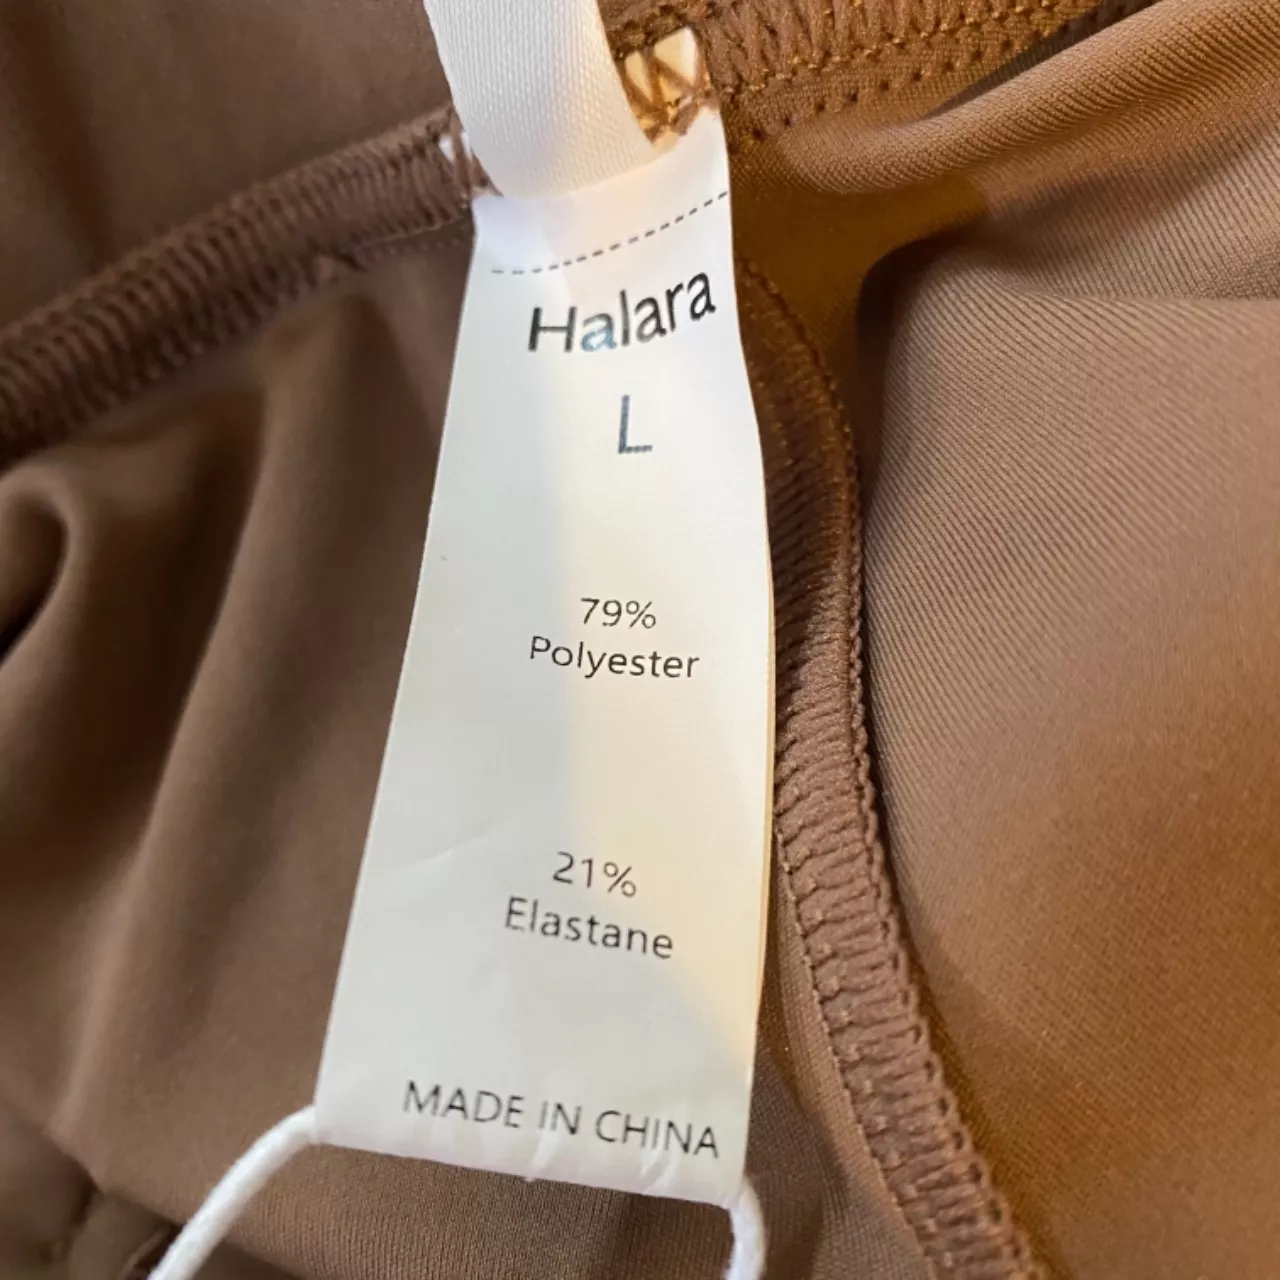 Halara
L
79%
Polyester
21%
Elastane
MADE IN CHINA